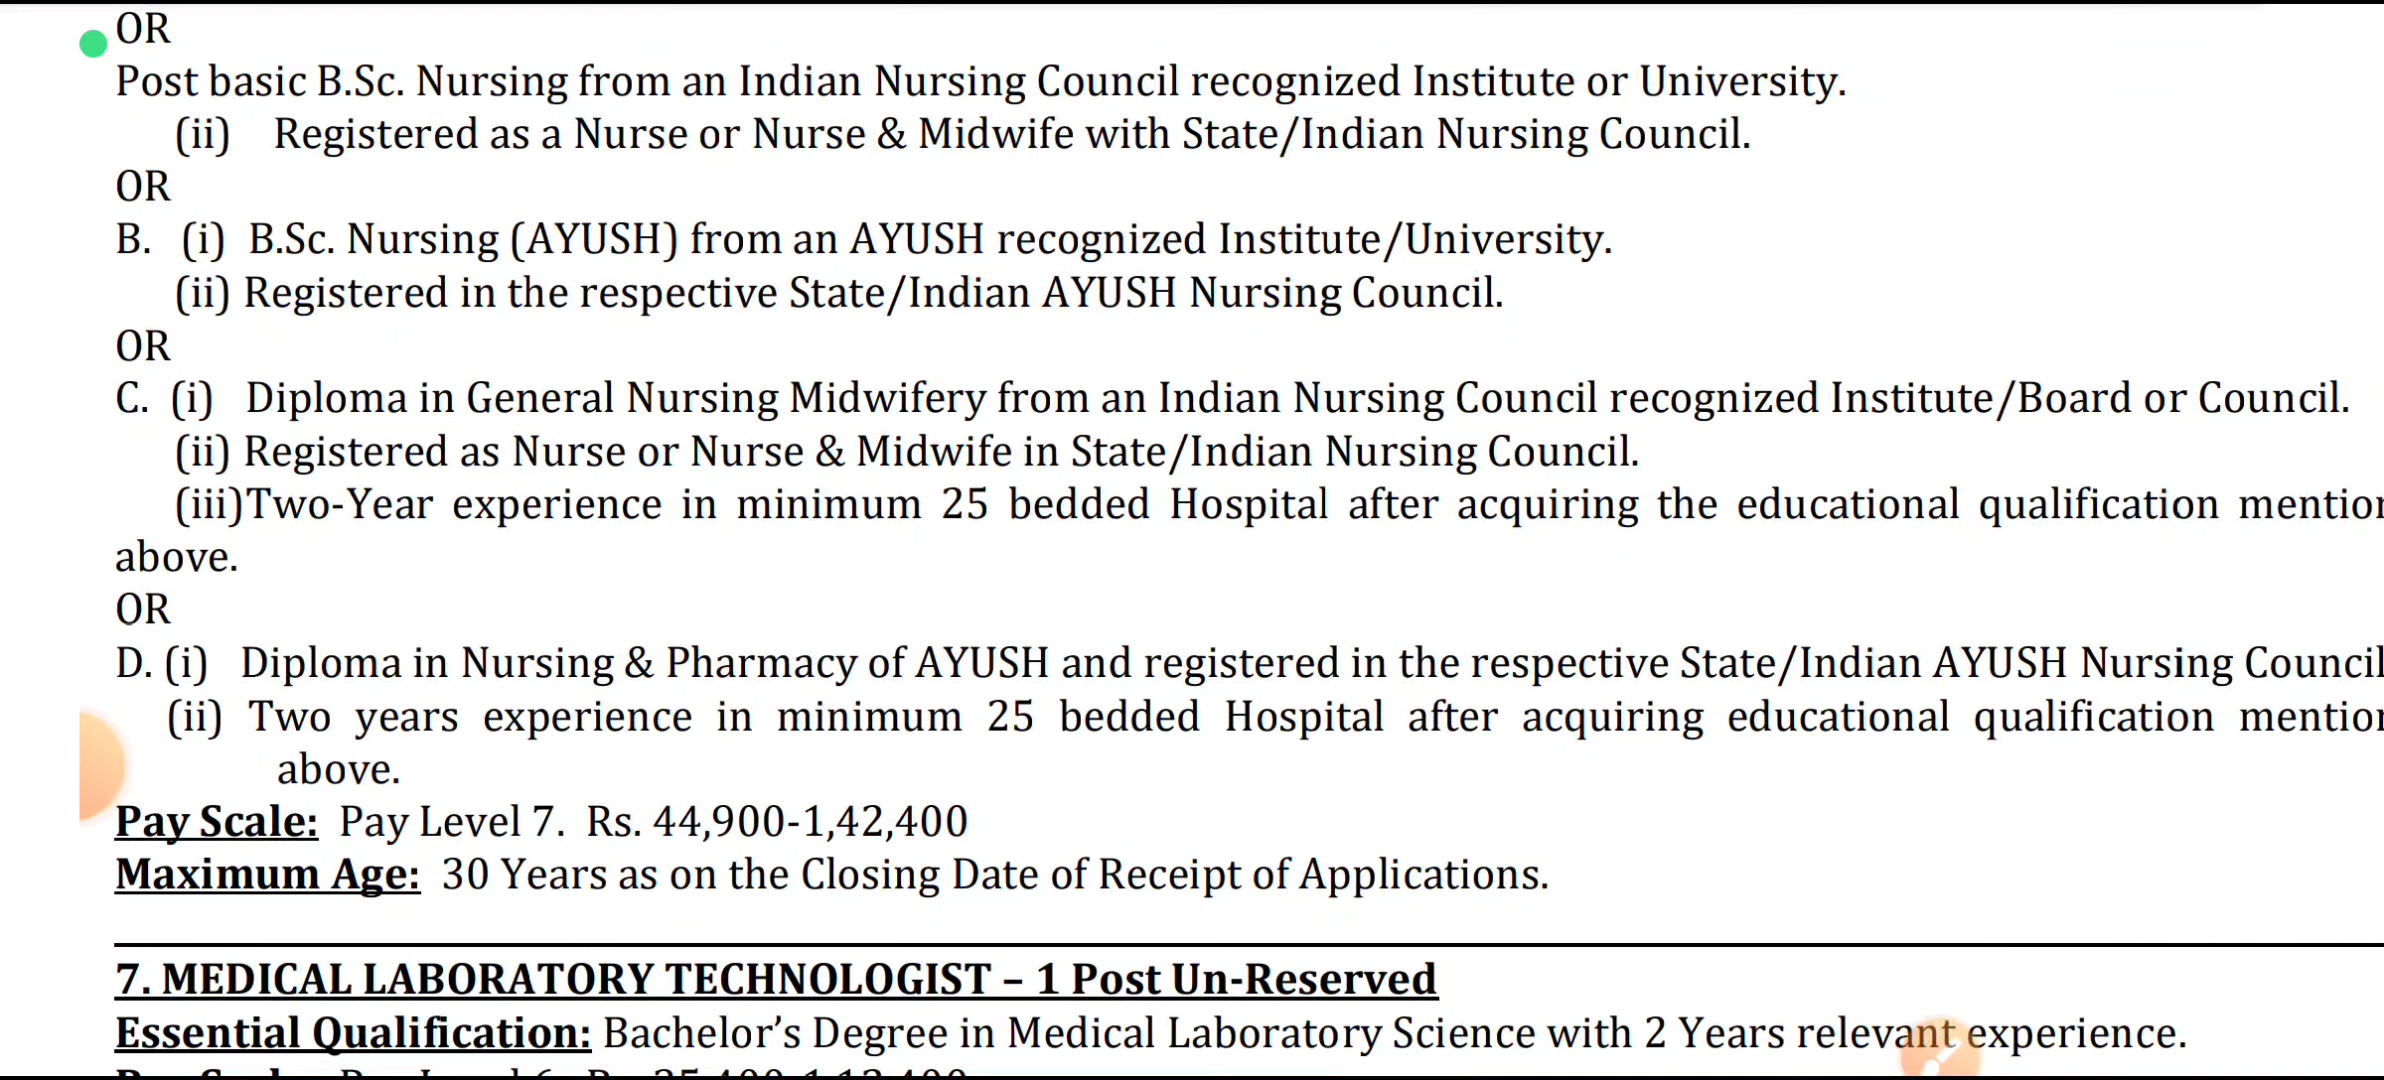 OR
Post basic B.Sc. Nursing from an Indian Nursing Council recognized Institute or University.
(ii) Registered as a Nurse or Nurse & Midwife with State/Indian Nursing Council.
OR
B. (i) B.Sc. Nursing (AYUSH) from an AYUSH recognized Institute/University.
(ii) Registered in the respective State/Indian AYUSH Nursing Council.
OR
C. (i) Diploma in General Nursing Midwifery from an Indian Nursing Council recognized Institute/Board or Council.
(ii) Registered as Nurse or Nurse & Midwife in State/Indian Nursing Council.
(iii)Two-Year experience in minimum 25 bedded Hospital after acquiring the educational qualification
above.
OR
D. (i) Diploma in Nursing & Pharmacy of AYUSH and registered in the respective State/Indian AYUSH Nursing Council
(ii) Two years experience in minimum 25 bedded Hospital after acquiring educational qualification
above.
Pay Scale: Pay Level 7. Rs. 44,900-1,42,400
Maximum Age: 30 Years as on the Closing Date of Receipt of Applications.
7. MEDICAL LABORATORY TECHNOLOGIST – 1 Post Un-Reserved
Essential Qualification: Bachelor’s Degree in Medical Laboratory Science with 2 Years relevant experience.